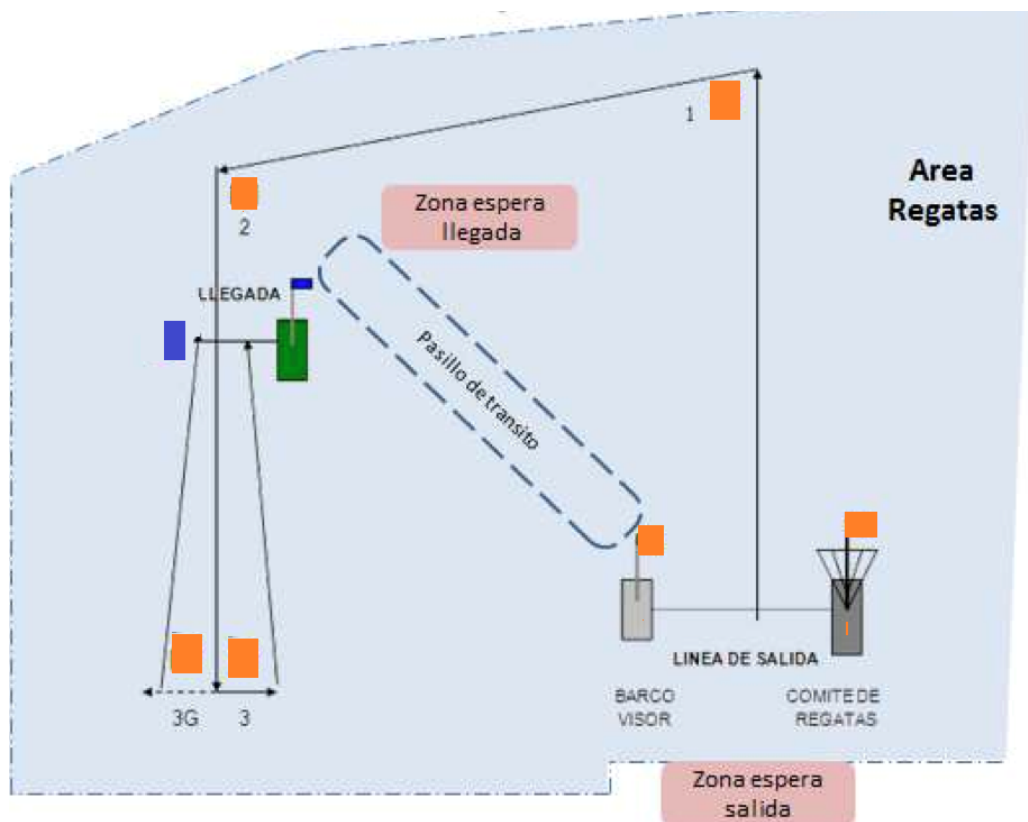 1
Area
Regatas
Zona espera
llegada
2
LLEGADA
Pasillo de transito
LINEA DE SALIDA
3G
3
BARCO
VISOR
COMITE DE
REGATAS
Zona espera
salida